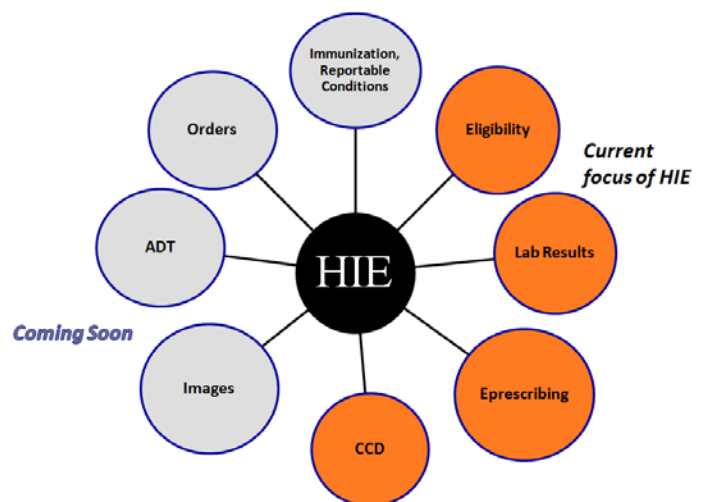 Immunization,
Reportable
Conditions
Orders
Eligibility
Current
focus of HIE
ADT
HIE
Lab Results
Coming Soon
Images
Eprescribing
CCD